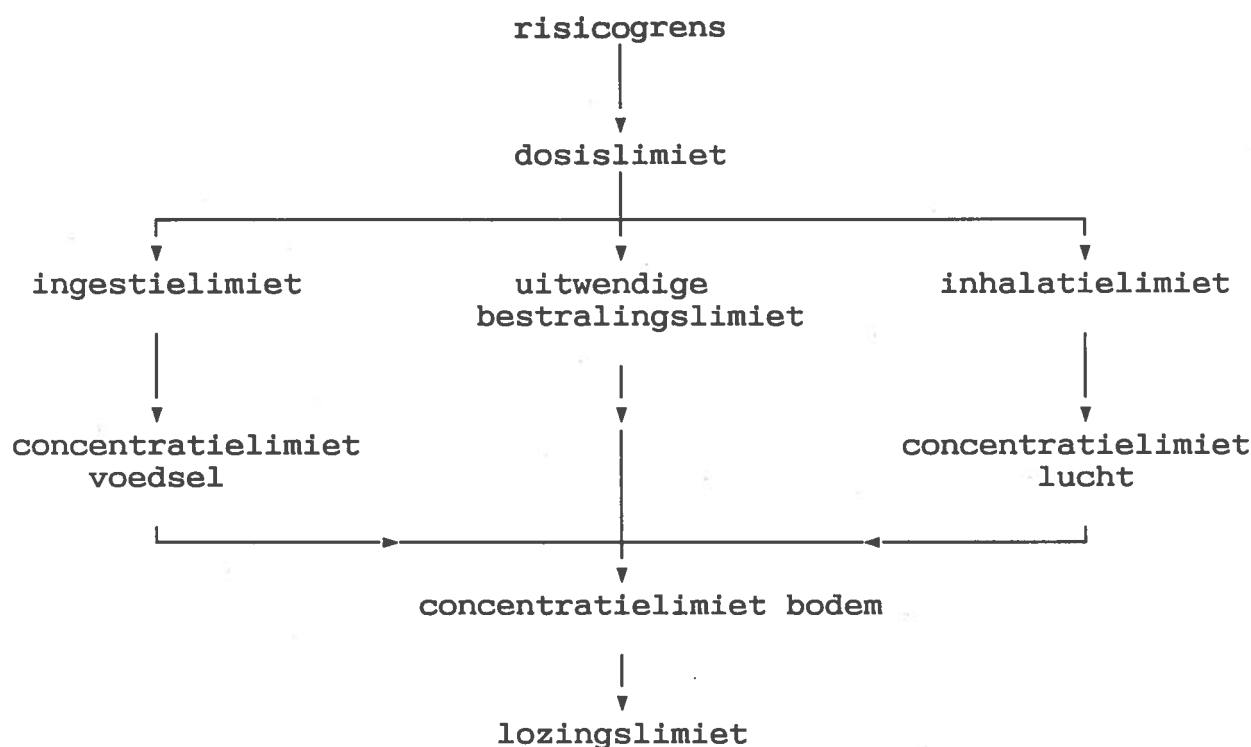 risicogrens
dosislimiet
ingestielimiet
uitwendige
bestralingslimiet
inhalatielimiet
concentratielimiet
voedsel
concentratielimiet
lucht
concentratielimiet bodem
lozingslimiet